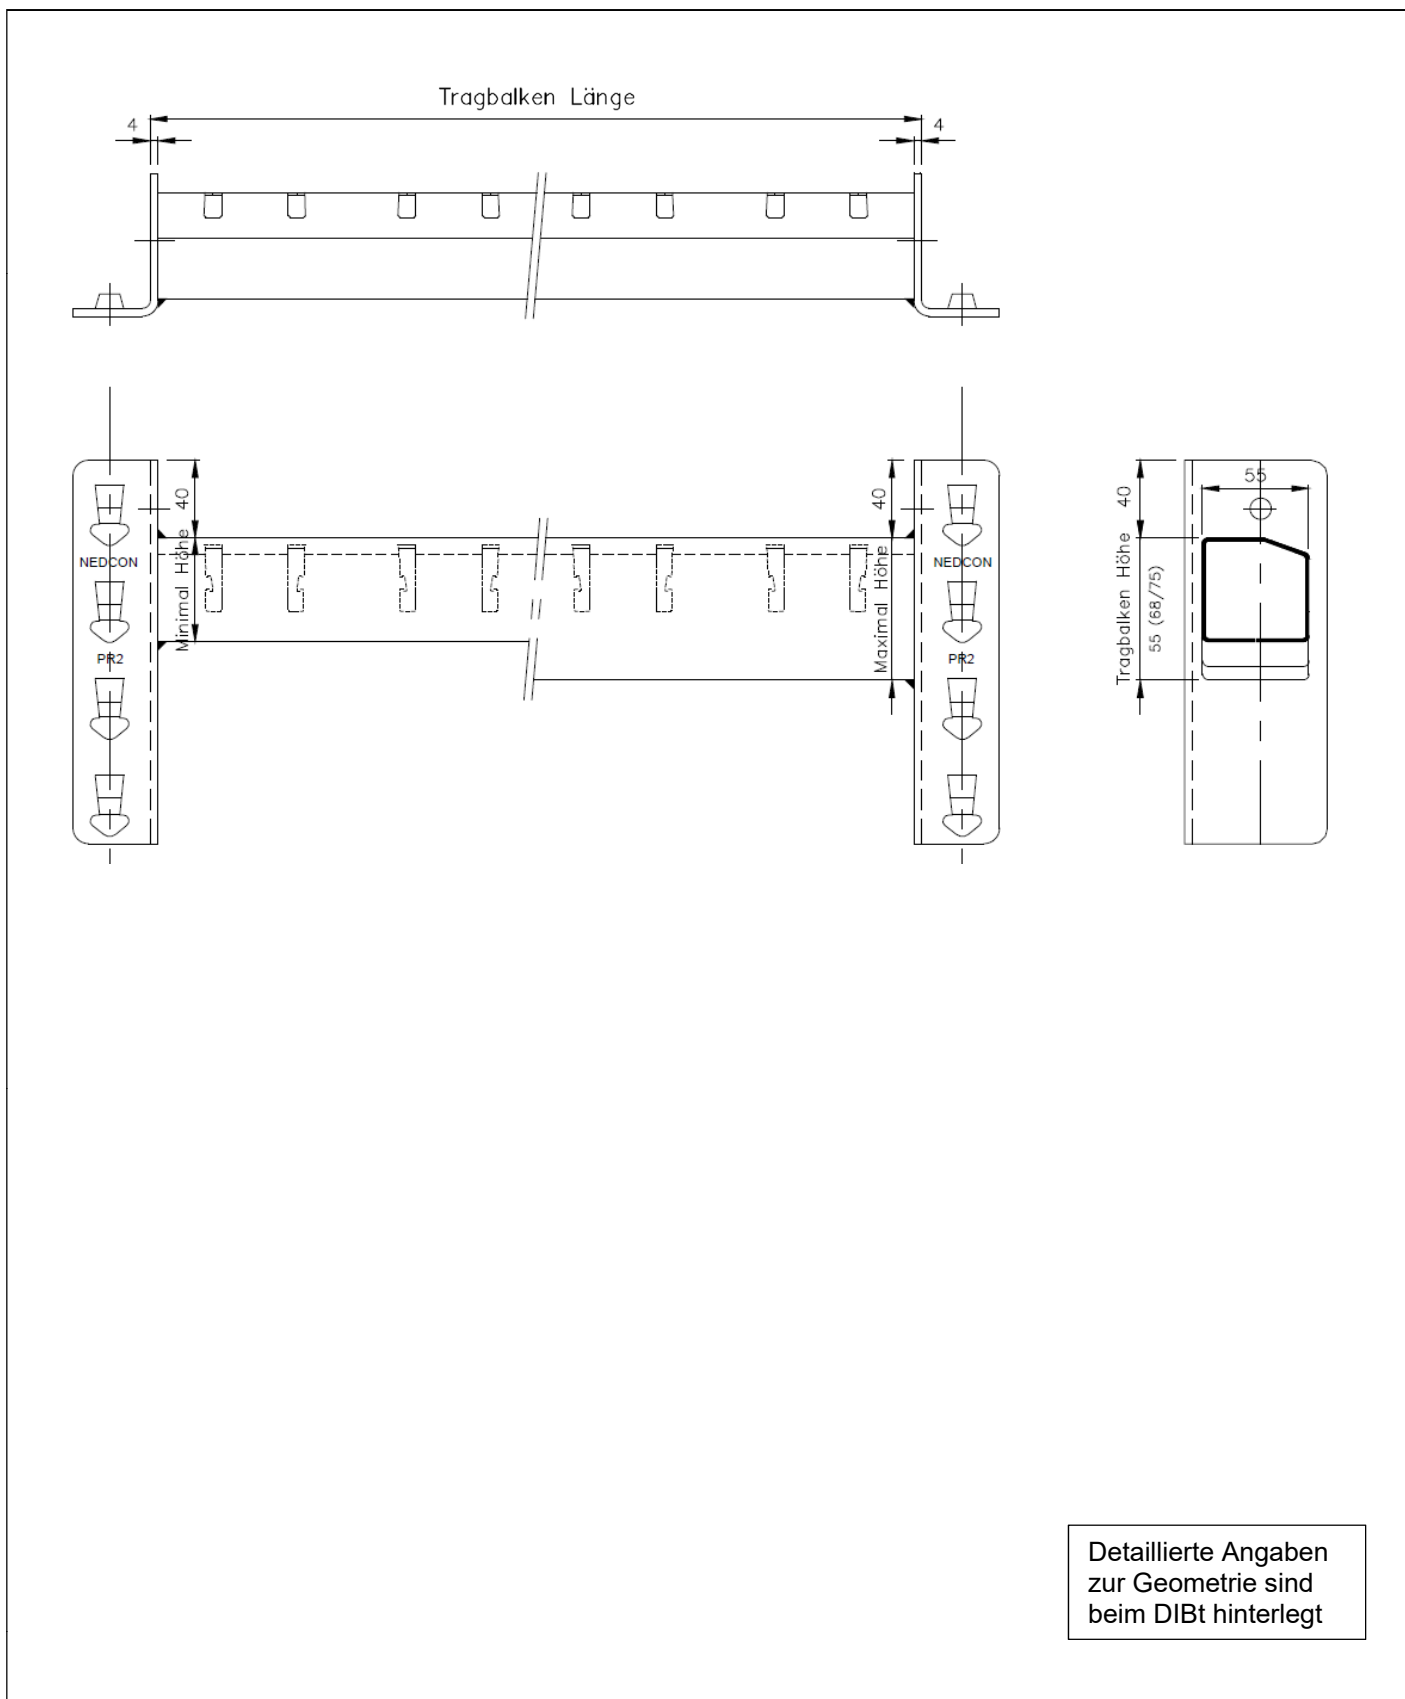 Tragbalken Länge
4
4
40
40
55
40
NEDCON
Minimal Höhe
Maximal Höhe
NEDCON
Tragbalken Höhe
55 (68/75)
PR2
PR2
Detaillierte Angaben
zur Geometrie sind
beim DIBt hinterlegt